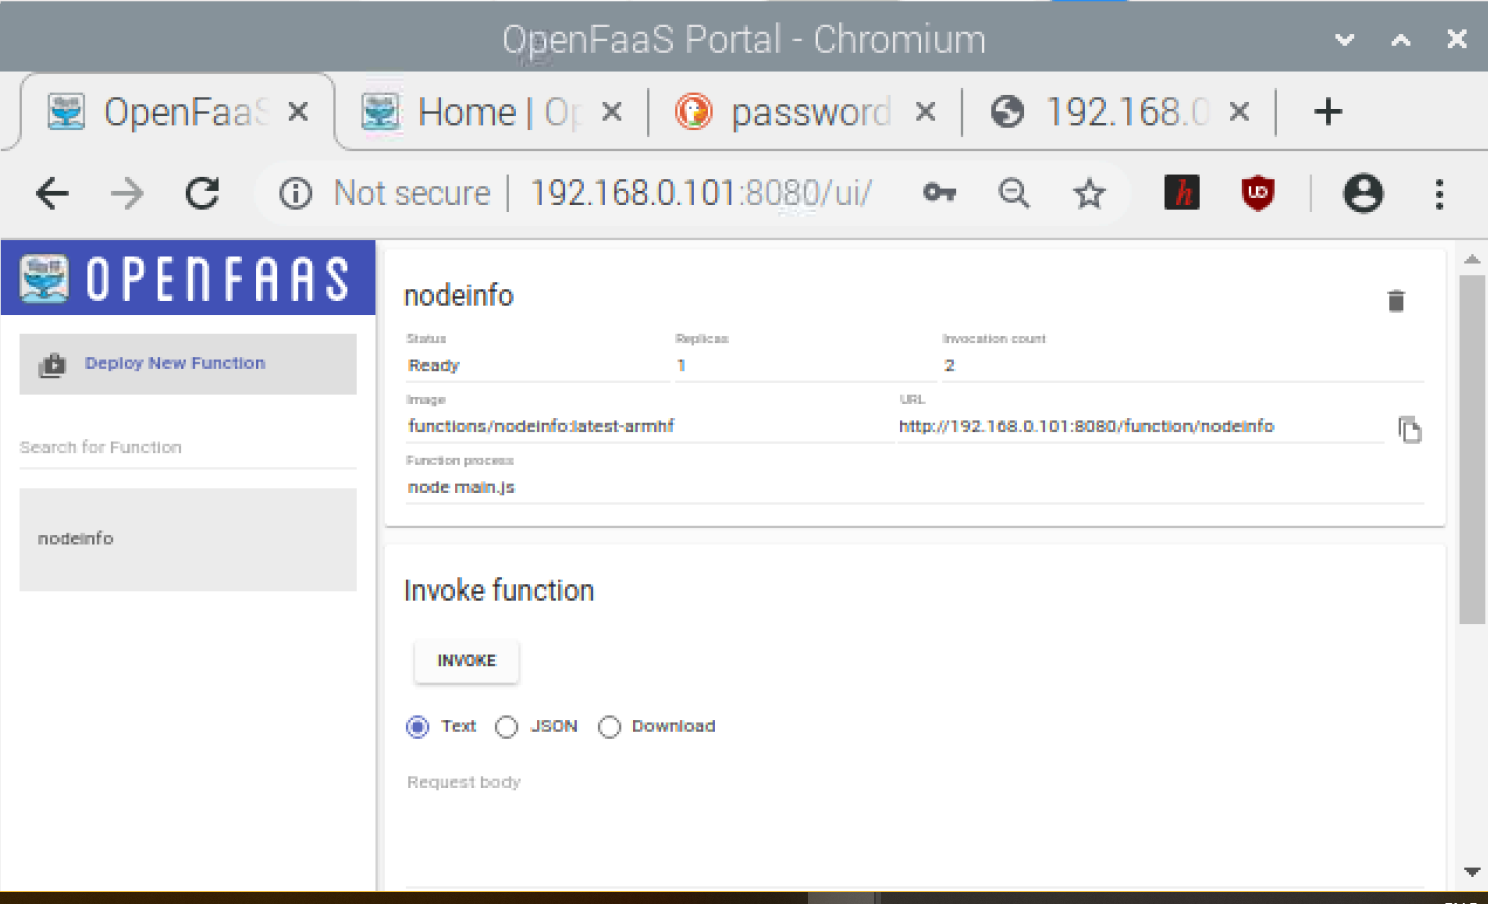 OpenFaaS Portal - Chromium
OpenFaaS
Home | Op
password
192.168.0
Not secure | 192.168.0.101:8080/ui/
OPENFAAS
Deploy New Function
Search for Function
nodeinfo
nodeinfo
Status Replicas Invocation count
Ready 1 2
Image URL
functions/nodeinfo:latest-armhf http://192.168.0.101:8080/function/nodeinfo
Function process
node main.js
Invoke function
INVOKE
Text JSON Download
Request body